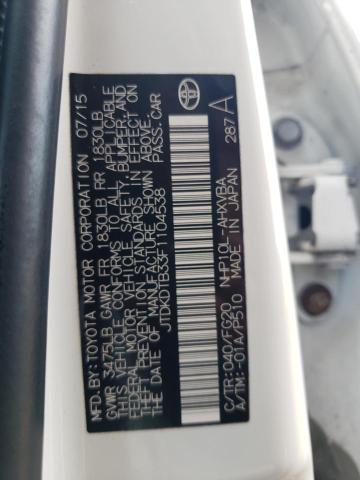 MFD.BY:TOYOTA MOTOR CORPORATION 07/15
GVWR 3475LB GAWR FR 1830LB RR 1830LB
THIS VEHICLE CONFORMS TO ALL APPLICABLE
FEDERAL MOTOR VEHICLE SAFETY, BUMPER, AND
THEFT PREVENTION STANDARDS IN EFFECT ON
THE DATE OF MANUFACTURE SHOWN ABOVE.
JTDKDTB33F1104538 PASS.CAR
C/TR:040/FG20 NHP10L-AHXVBA
A/TM:-01A/P510 MADE IN JAPAN 287A